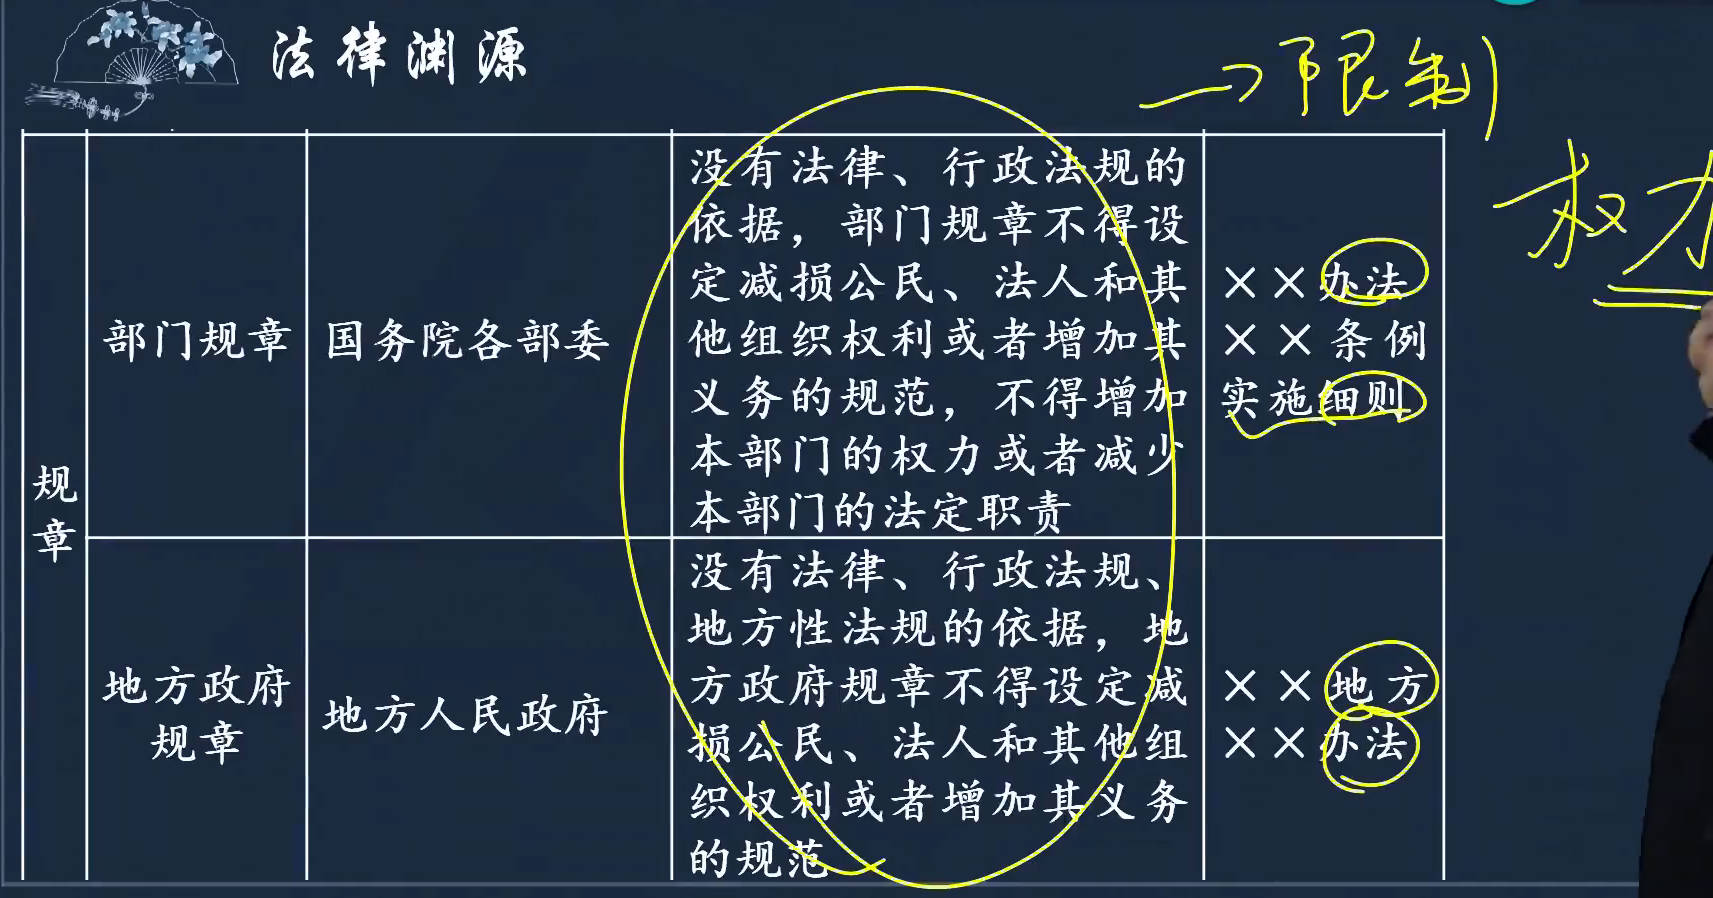 法律渊源
限制
权
规
章
部门规章
国务院各部委
没有法律、行政法规的
依据，部门规章不得设
定减损公民、法人和其
他组织权利或者增加其
义务的规范，不得增加
本部门的权力或者减少
本部门的法定职责
××办法
××条例
实施细则
地方政府
规章
地方人民政府
没有法律、行政法规、
地方性法规的依据，地
方政府规章不得设定减
损公民、法人和其他组
织权利或者增加其义务
的规范
××地方
××办法